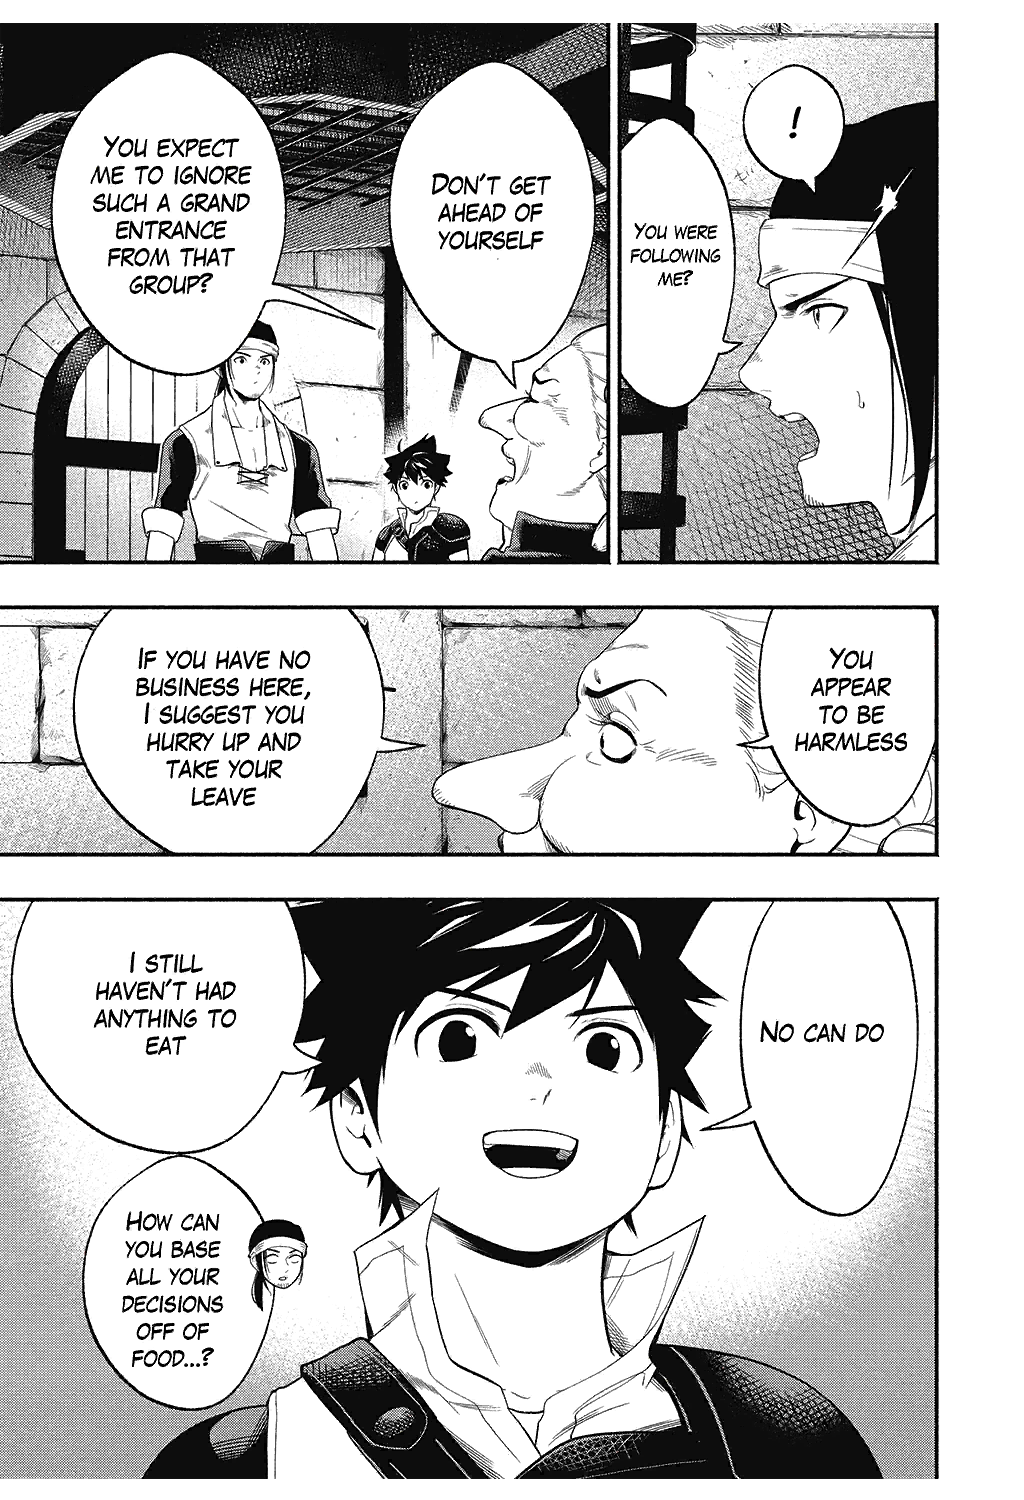 !
YOU WERE
FOLLOWING
ME?
DON'T GET
AHEAD OF
YOURSELF
YOU EXPECT
ME TO IGNORE
SUCH A GRAND
ENTRANCE
FROM THAT
GROUP?
YOU
APPEAR
TO BE
HARMLESS
IF YOU HAVE NO
BUSINESS HERE,
I SUGGEST YOU
HURRY UP AND
TAKE YOUR
LEAVE
NO CAN DO
I STILL
HAVEN'T HAD
ANYTHING TO
EAT
HOW CAN
YOU BASE
ALL YOUR
DECISIONS
OFF OF
FOOD...?